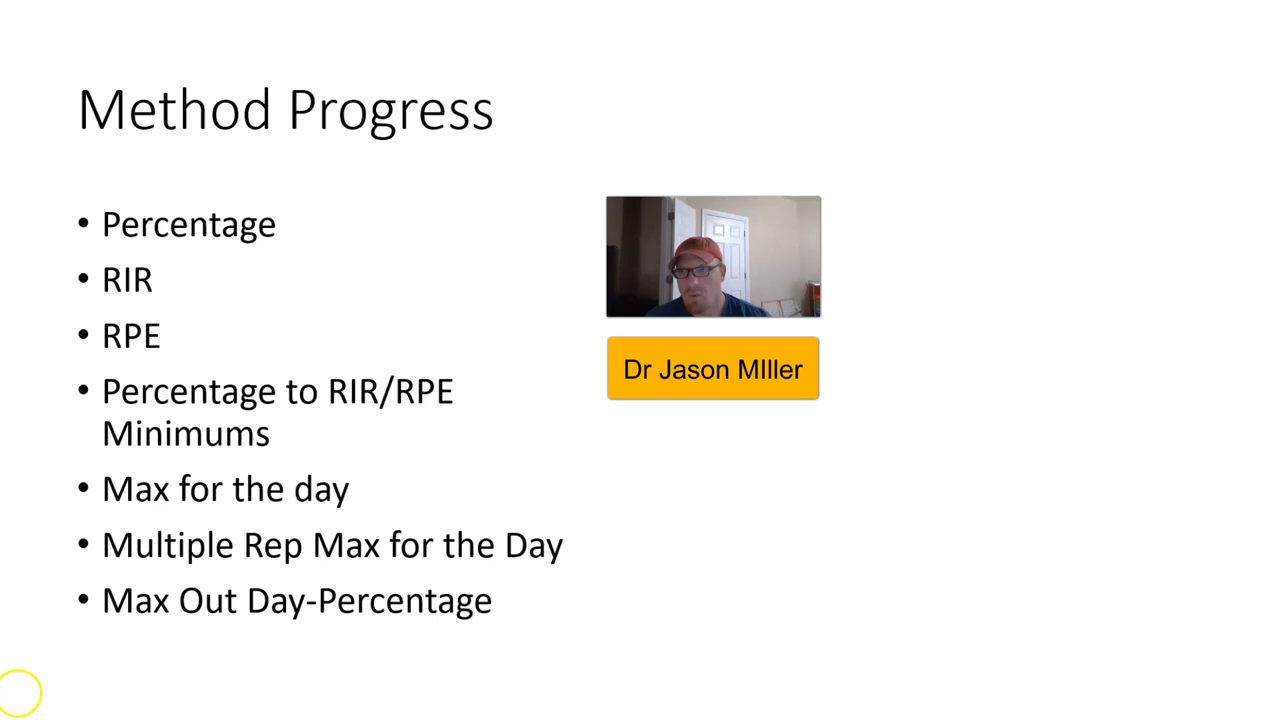 Method Progress
• Percentage
• RIR
• RPE
• Percentage to RIR/RPE
Minimums
• Max for the day
• Multiple Rep Max for the Day
• Max Out Day-Percentage
Dr Jason MIller